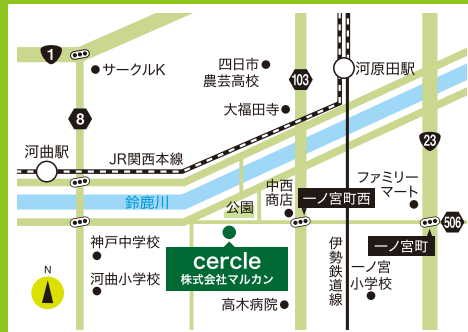 1
サークルK
四日市
農芸高校
河原田駅
103
8
大福田寺
23
河曲駅
JR関西本線
鈴鹿川
公園
中西
商店
一ノ宮町西
ファミリー
マート
506
神戸中学校
cercle
株式会社マルカン
一ノ宮町
N
河曲小学校
高木病院
伊勢鉄道線
一ノ宮
小学校